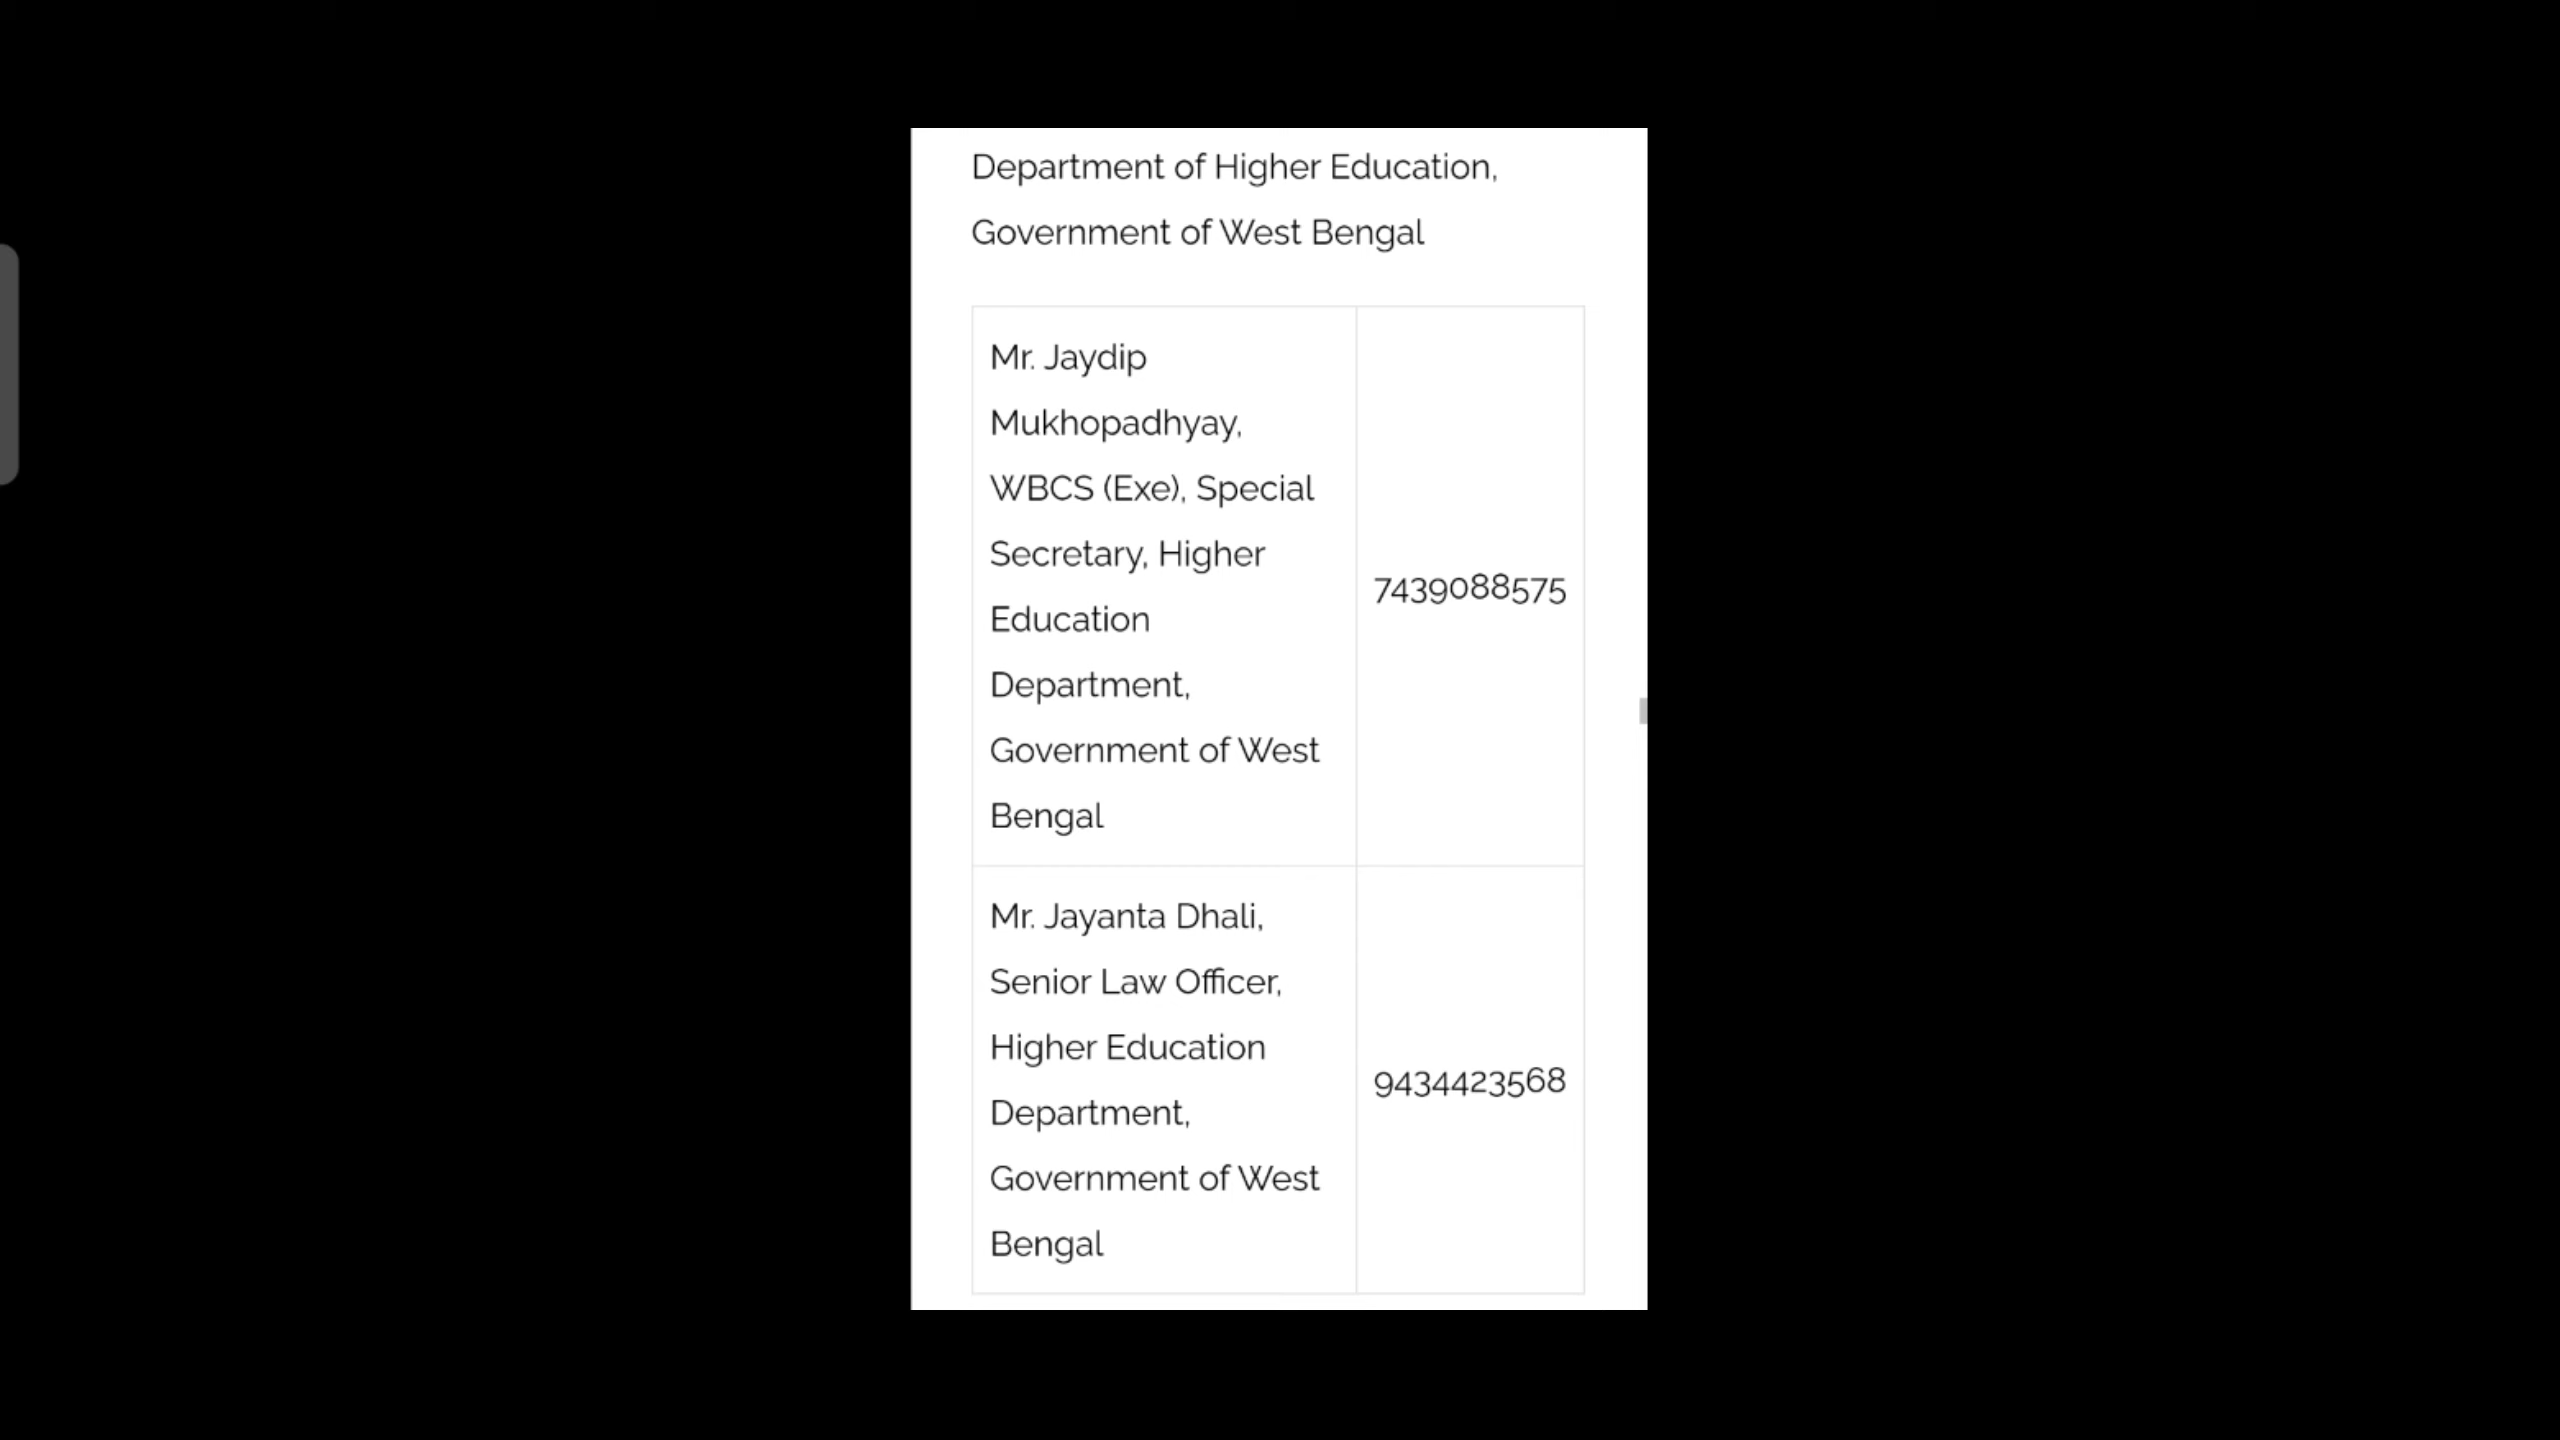 Department of Higher Education,
Government of West Bengal
Mr. Jaydip
Mukhopadhyay,
WBCS (Exe), Special
Secretary, Higher
Education
Department,
Government of West
Bengal
7439088575
Mr. Jayanta Dhali,
Senior Law Officer,
Higher Education
Department,
Government of West
Bengal
9434423568